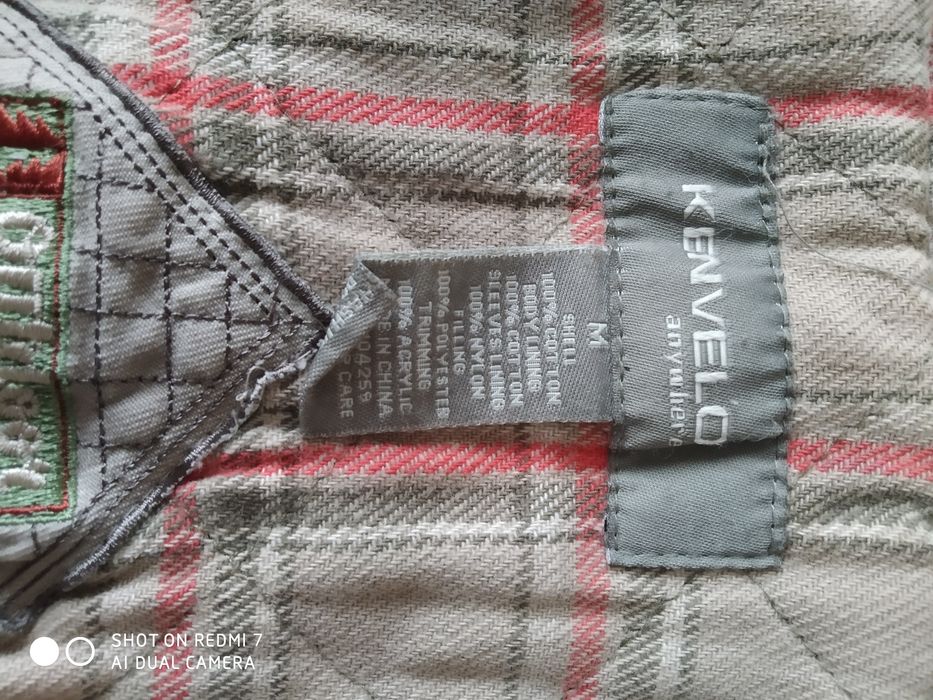 KENVELO
anywhere
M
SHELL
100% COTTON
BODY LINING
100% COTTON
SLEEVES LINING
100% NYLON
FILLING
100% POLYESTER
TRIMMING
100% ACRYLIC
IN CHINA
CARE
SHOT ON REDMI 7
AI DUAL CAMERA